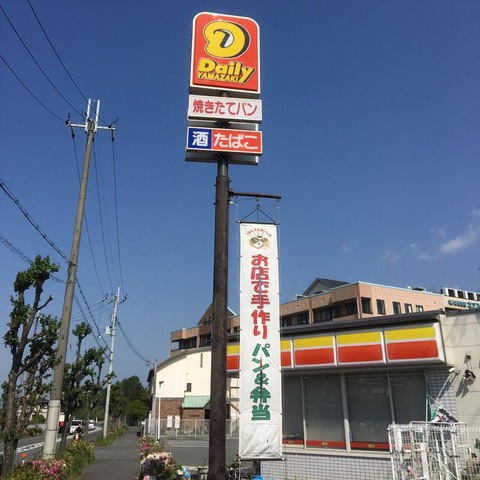 Daily
YAMAZAKI
焼きたてパン
酒 たばこ
お店で手作り
パン&弁当